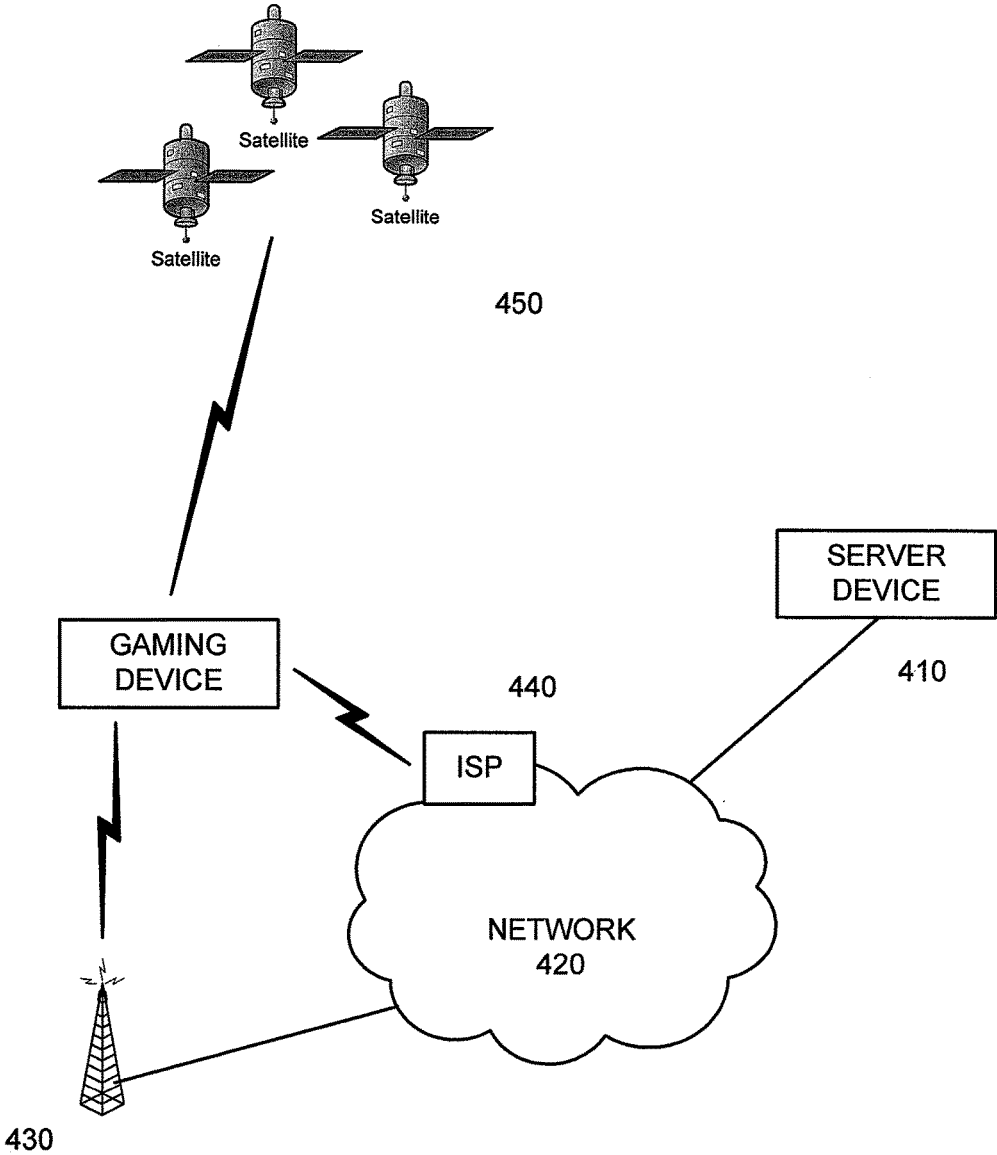 Satellite
Satellite
Satellite
450
SERVER
DEVICE
GAMING
DEVICE
410
440
ISP
NETWORK
420
430